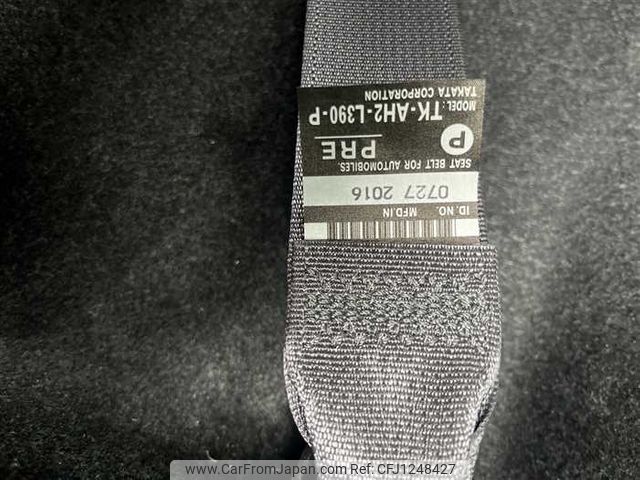 ID. NO. MFD.IN
0727 2016
SEAT BELT FOR AUTOMOBILES.
P PRE
MODEL: TK-AH2-L390-P
TAKATA CORPORATION
www.CarFromJapan.com ID: CFJ1248427